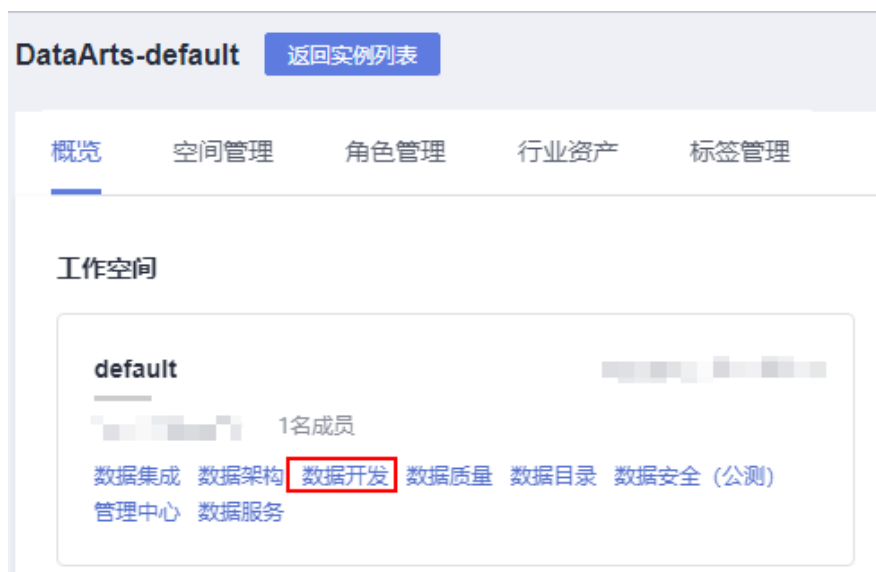 DataArts-default 返回实例列表
概览 空间管理 角色管理 行业资产 标签管理
工作空间
default
1名成员
数据集成 数据架构 数据开发 数据质量 数据目录 数据安全 (公测)
管理中心 数据服务